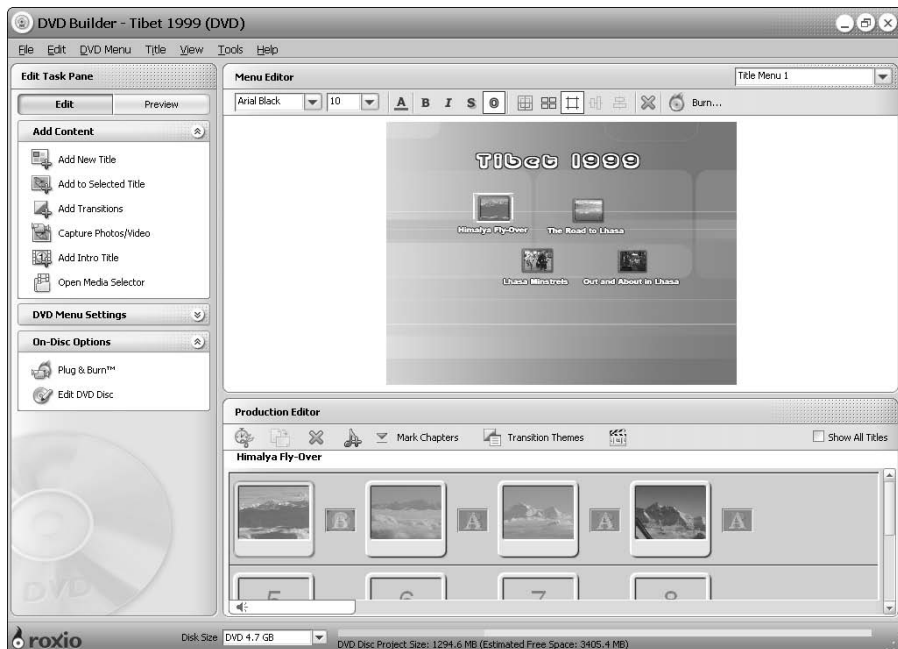 DVD Builder - Tibet 1999 (DVD)
File Edit DVD Menu Title View Tools Help
Edit Task Pane
Edit Preview
Add Content
Add New Title
Add to Selected Title
Add Transitions
Capture Photos/Video
Add Intro Title
Open Media Selector
DVD Menu Settings
On-Disc Options
Plug & Burn™
Edit DVD Disc
DVD
Menu Editor
Title Menu 1
Arial Black 10 A B I S O Burn...
Tibet 1999
Himalya Fly-Over The Road to Lhasa
Lhasa Minstrels Out and About in Lhasa
Production Editor
Mark Chapters Transition Themes Show All Titles
Himalya Fly-Over
B A A A
5 6 7 8
roxio
Disk Size DVD 4.7 GB DVD Disc Project Size: 1294.6 MB (Estimated Free Space: 3405.4 MB)